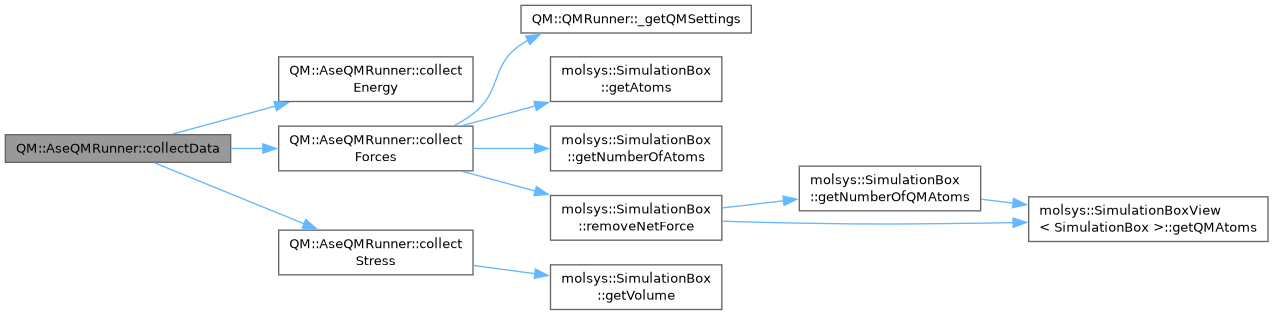 QM::AseQMRunner::collectData
QM::AseQMRunner::collect
Energy
QM::AseQMRunner::collect
Forces
QM::AseQMRunner::collect
Stress
QM::QMRunner::_getQMSettings
molsys::SimulationBox
::getAtoms
molsys::SimulationBox
::getNumberOfAtoms
molsys::SimulationBox
::removeNetForce
molsys::SimulationBox
::getVolume
molsys::SimulationBox
::getNumberOfQMAtoms
molsys::SimulationBoxView
< SimulationBox >::getQMAtoms